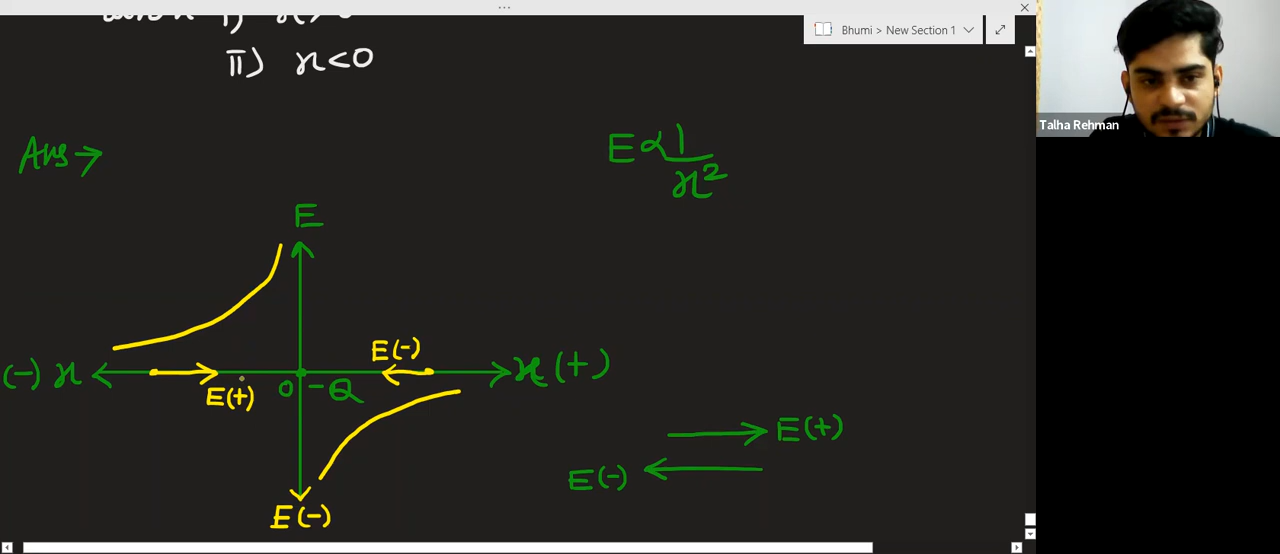 Bhumi > New Section 1
II) x<0
Talha Rehman
Ans →
E ∝ 1/x²
E
E(-)
(-) x
x (+)
E(+)
0 -Q
E(+)
E(-)
E(-)